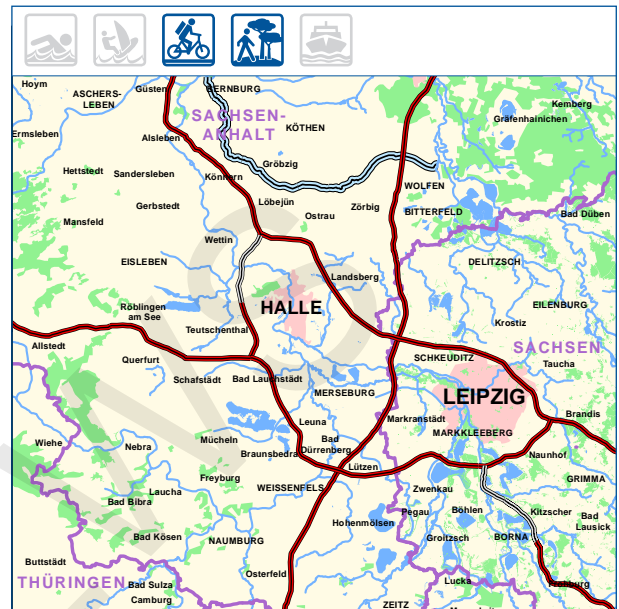 Hoym
ASCHERS-
LEBEN
Güsten
BERNBURG
SACHSEN-
ANHALT
KÖTHEN
Kemberg
Gräfenhainichen
Ermsleben
Alsleben
Hettstedt
Sandersleben
Könnern
Gröbzig
WOLFEN
Mansfeld
Gerbstedt
Löbejün
Ostrau
Zörbig
BITTERFELD
Bad Düben
Wettin
EISLEBEN
DELITZSCH
Landsberg
Röblingen
am See
HALLE
EILENBURG
Krostiz
Teutschenthal
Allstedt
SACHSEN
Querfurt
SCHKEUDITZ
Taucha
Schafstädt
Bad Lauchstädt
MERSEBURG
LEIPZIG
Brandis
Markranstädt
Leuna
MARKKLEEBERG
Wiehe
Nebra
Mücheln
Bad
Dürrenberg
Braunsbedra
Naunhof
Lützen
Freyburg
GRIMMA
Laucha
WEISSENFELS
Zwenkau
Bad Bibra
Pegau
Böhlen
Kitzscher
Bad
Lausick
Hohenmölsen
Bad Kösen
NAUMBURG
Groitzsch
BORNA
Buttstädt
Osterfeld
THÜRINGEN
Bad Sulza
Lucka
Frohburg
Camburg
ZEITZ